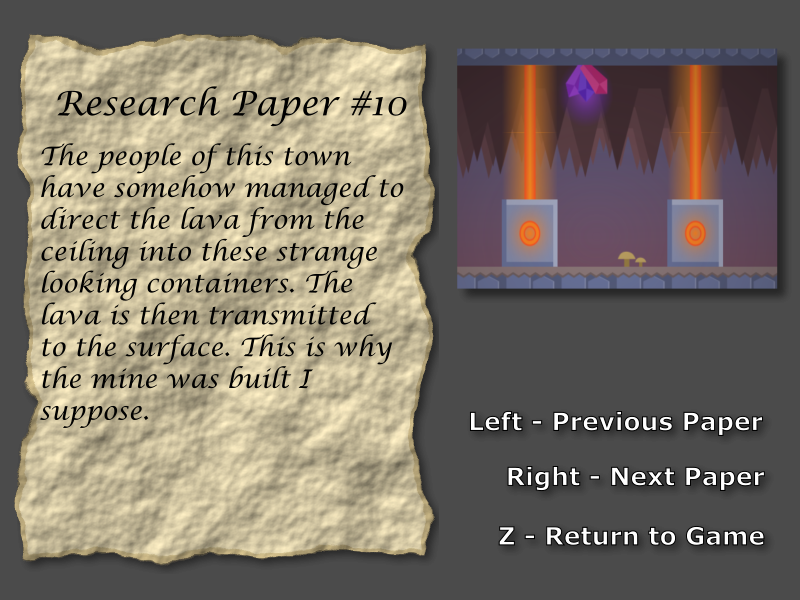 Research Paper #10
The people of this town
have somehow managed to
direct the lava from the
ceiling into these strange
looking containers. The
lava is then transmitted
to the surface. This is why
the mine was built I
suppose.
Left - Previous Paper
Right - Next Paper
Z - Return to Game